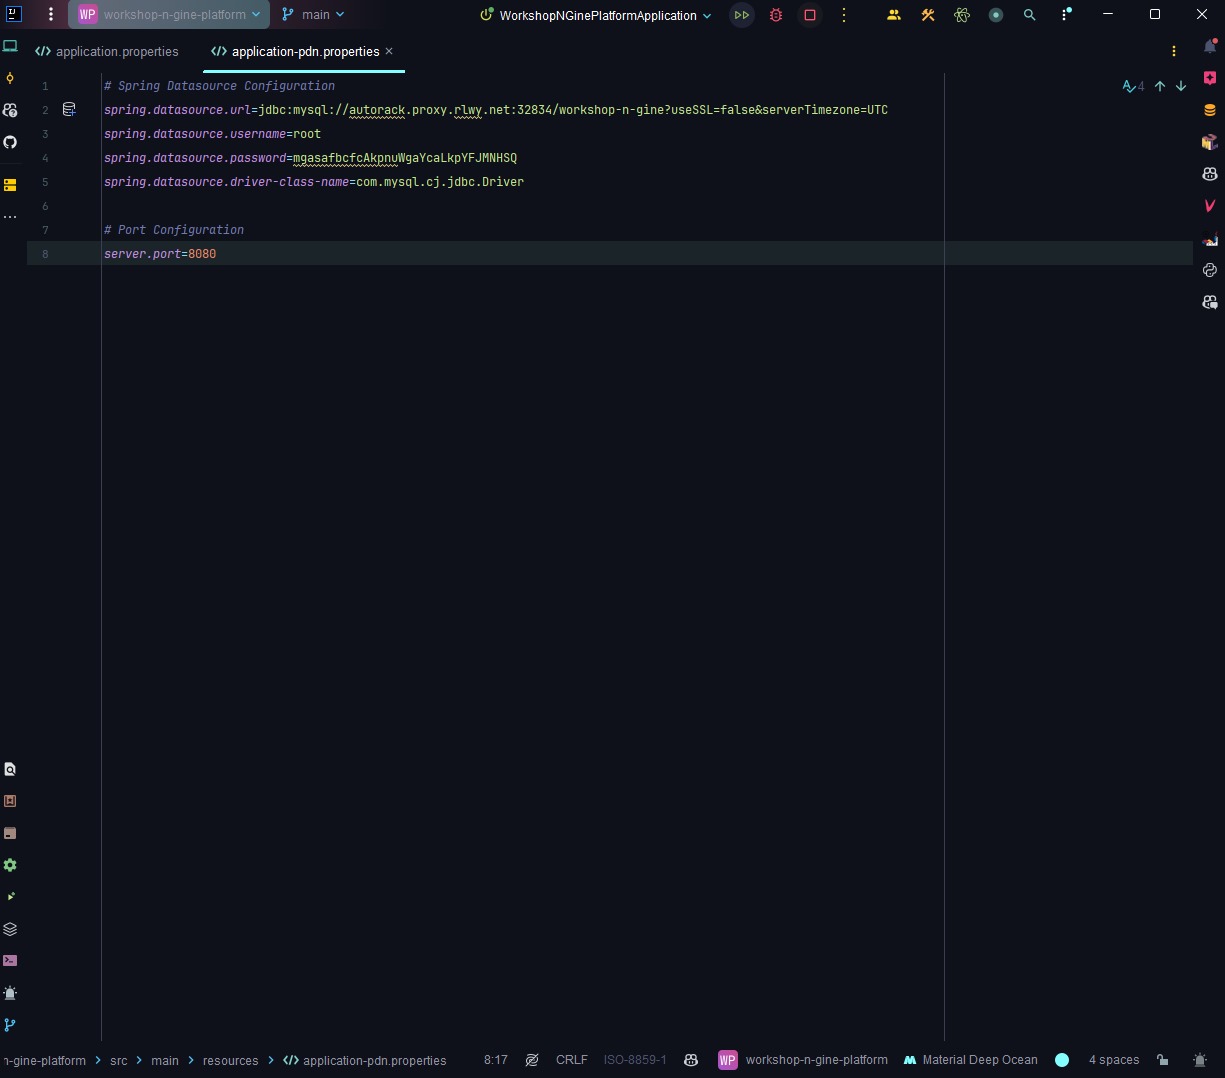 WP workshop-n-gine-platform main WorkshopNGinePlatformApplication
application.properties application-pdn.properties
1 # Spring Datasource Configuration 4
2 spring.datasource.url=jdbc:mysql://autorack.proxy.rlwy.net:32834/workshop-n-gine?useSSL=false&serverTimezone=UTC
3 spring.datasource.username=root
4 spring.datasource.password=mgasafbcfcAkpnuWgaYcaLkpYFJMNHSQ
5 spring.datasource.driver-class-name=com.mysql.cj.jdbc.Driver
6
7 # Port Configuration
8 server.port=8080
n-gine-platform src main resources application-pdn.properties 8:17 CRLF ISO-8859-1 WP workshop-n-gine-platform Material Deep Ocean 4 spaces